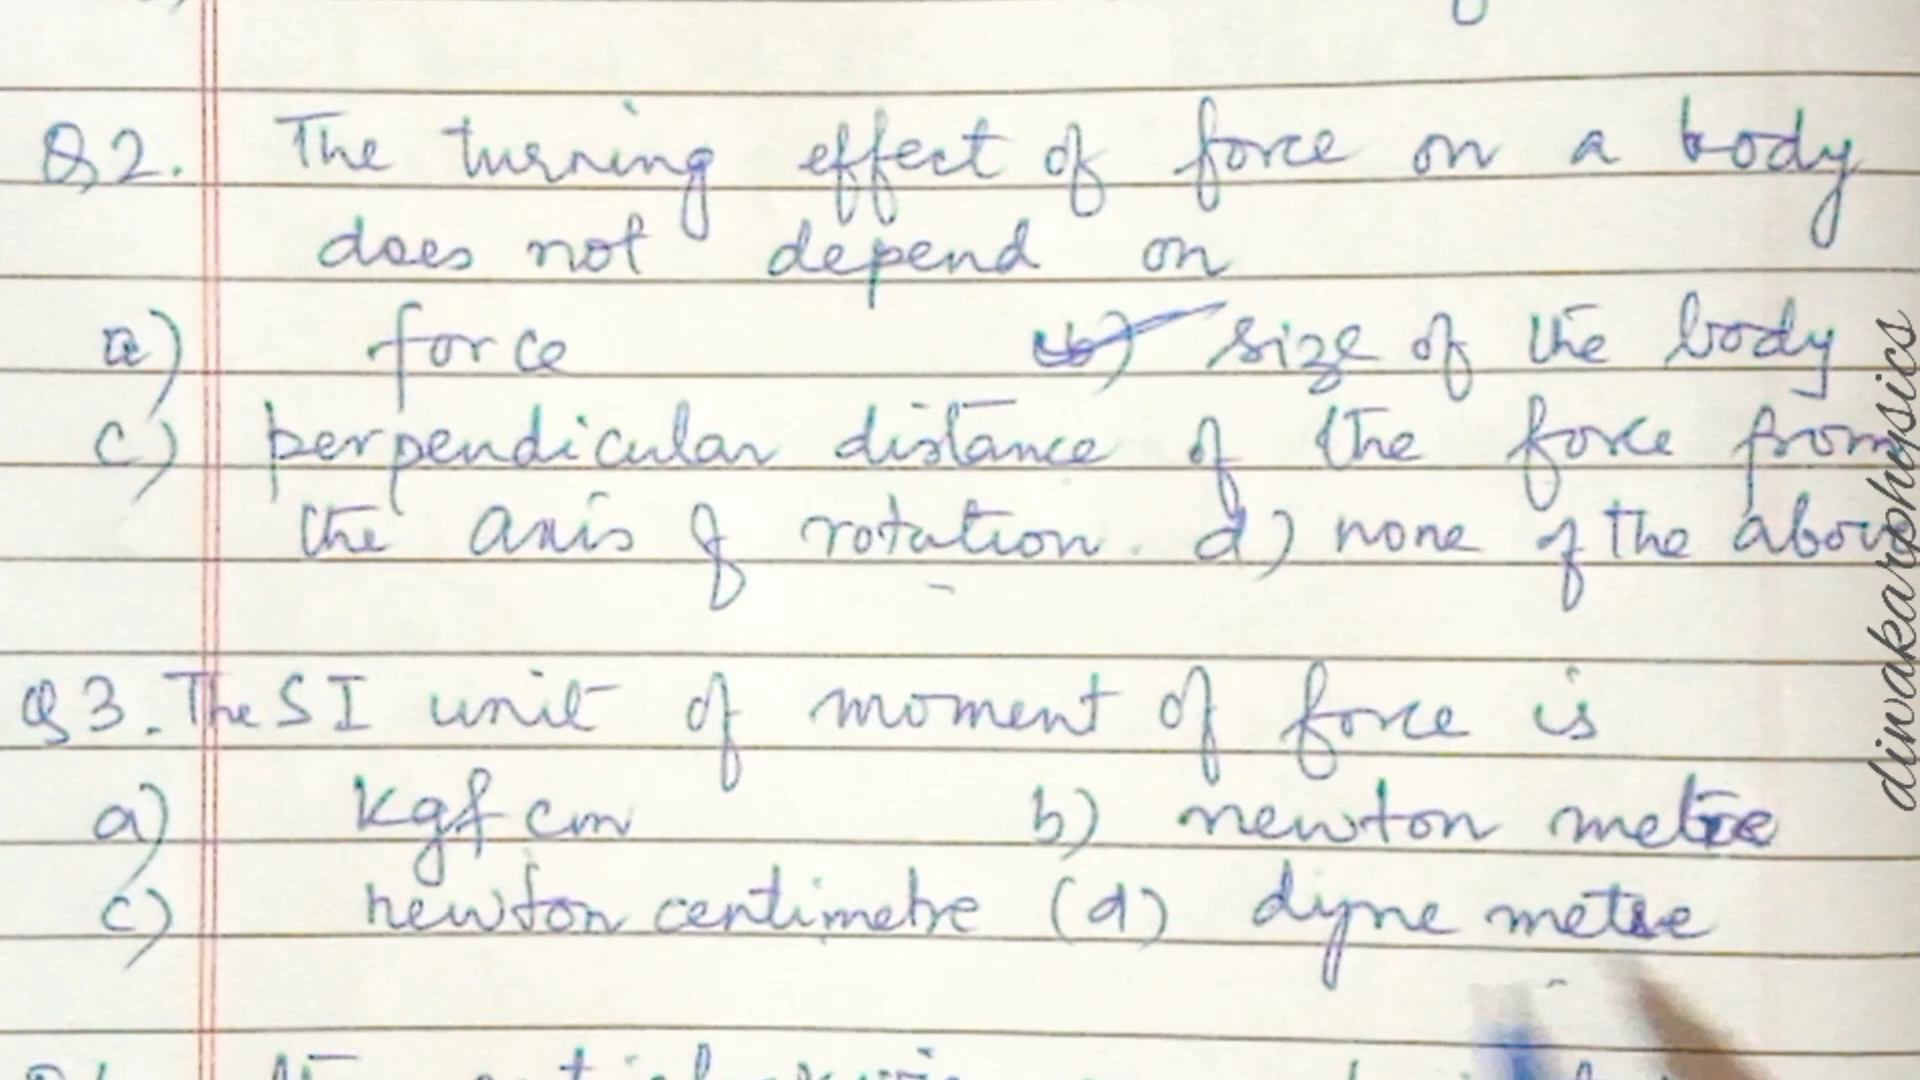 Q2. The turning effect of force on a body
does not depend on
a) force b) size of the body
c) perpendicular distance of the force from
the axis of rotation. d) none of the above
Q3. The SI unit of moment of force is
a) kgf cm b) newton metre
c) newton centimetre (d) dyne metre
diwakarphysics